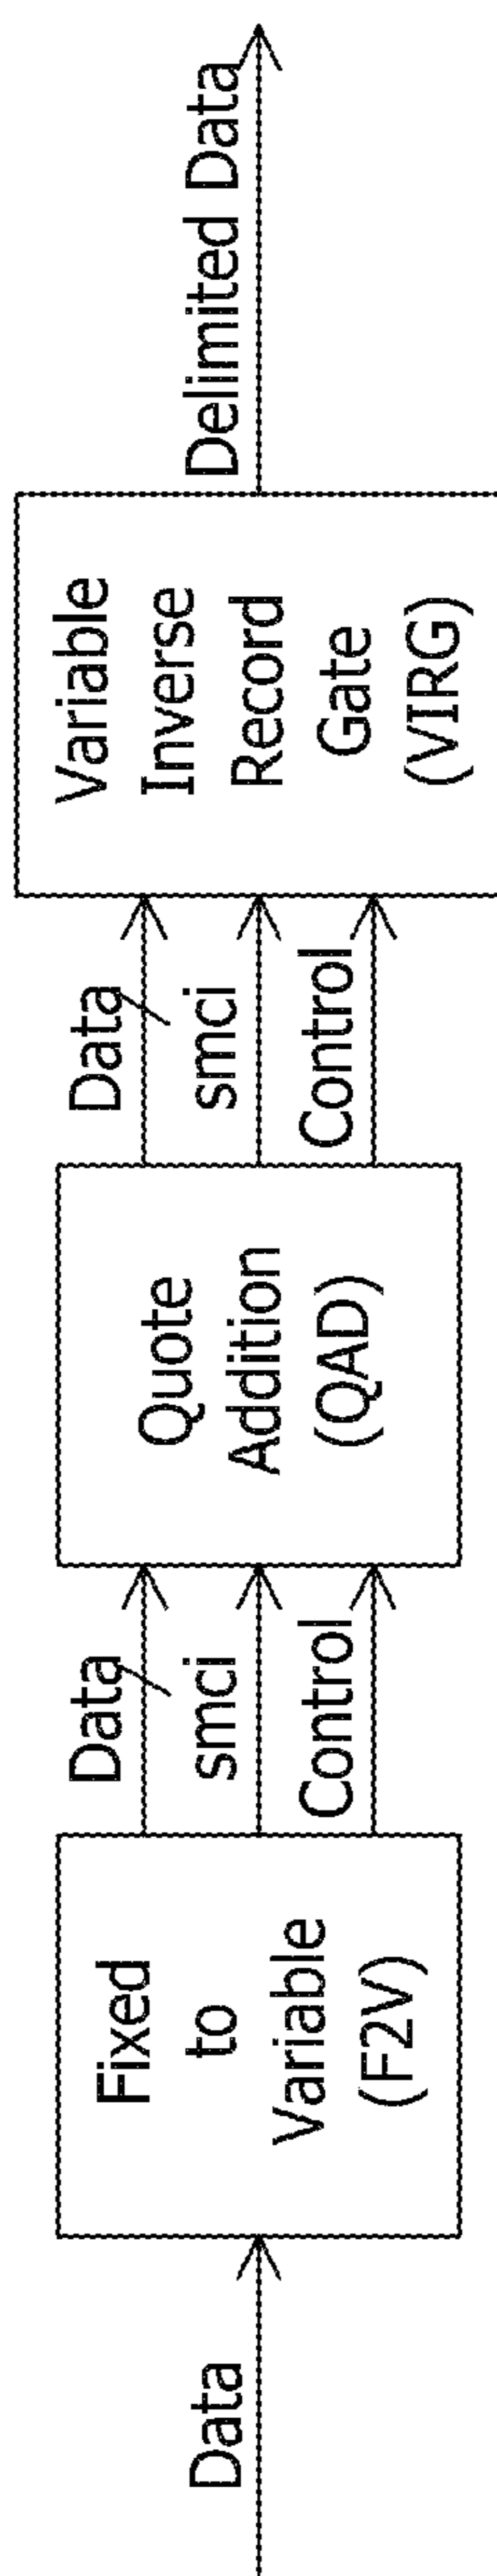 Data
Fixed
to
Variable
(F2V)
Data
smci
Control
Quote
Addition
(QAD)
Data
smci
Control
Variable
Inverse
Record
Gate
(VIRG)
Delimited Data